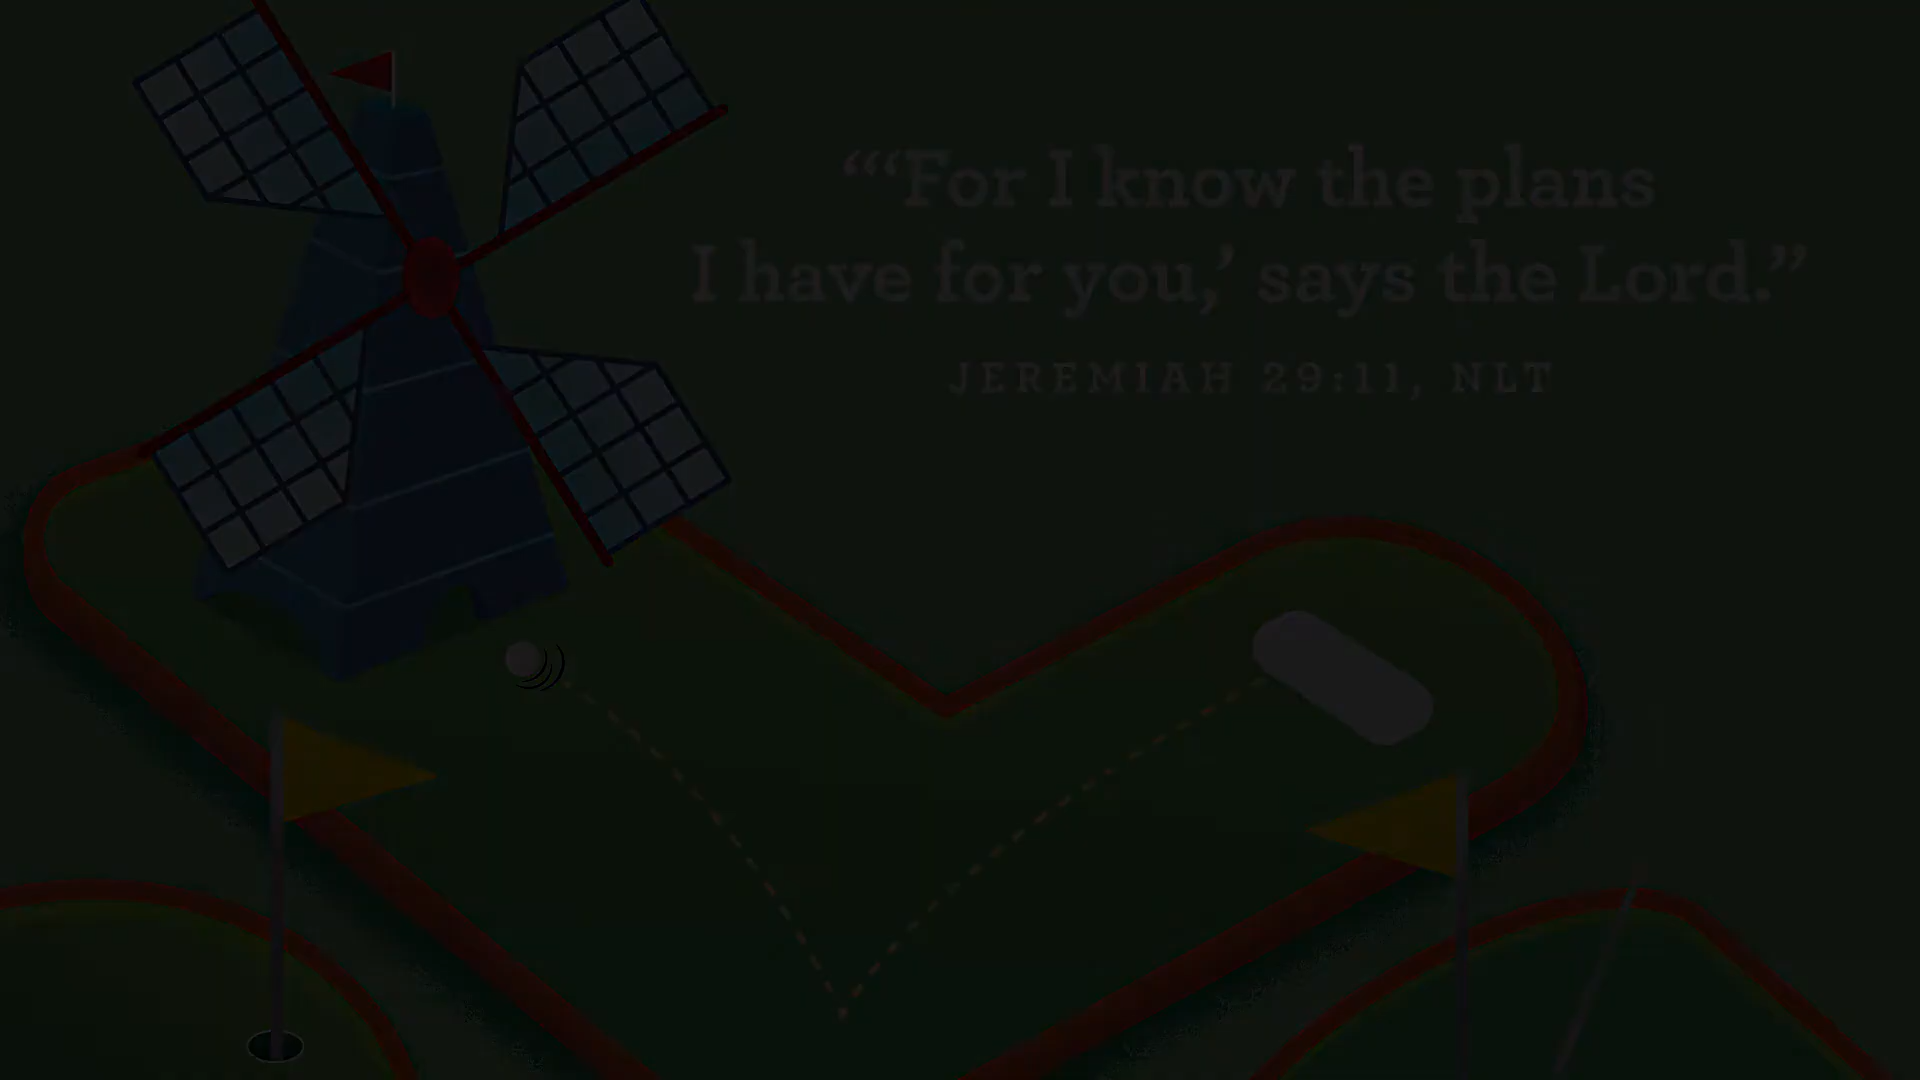 “‘For I know the plans
I have for you,’ says the Lord.”
JEREMIAH 29:11, NLT